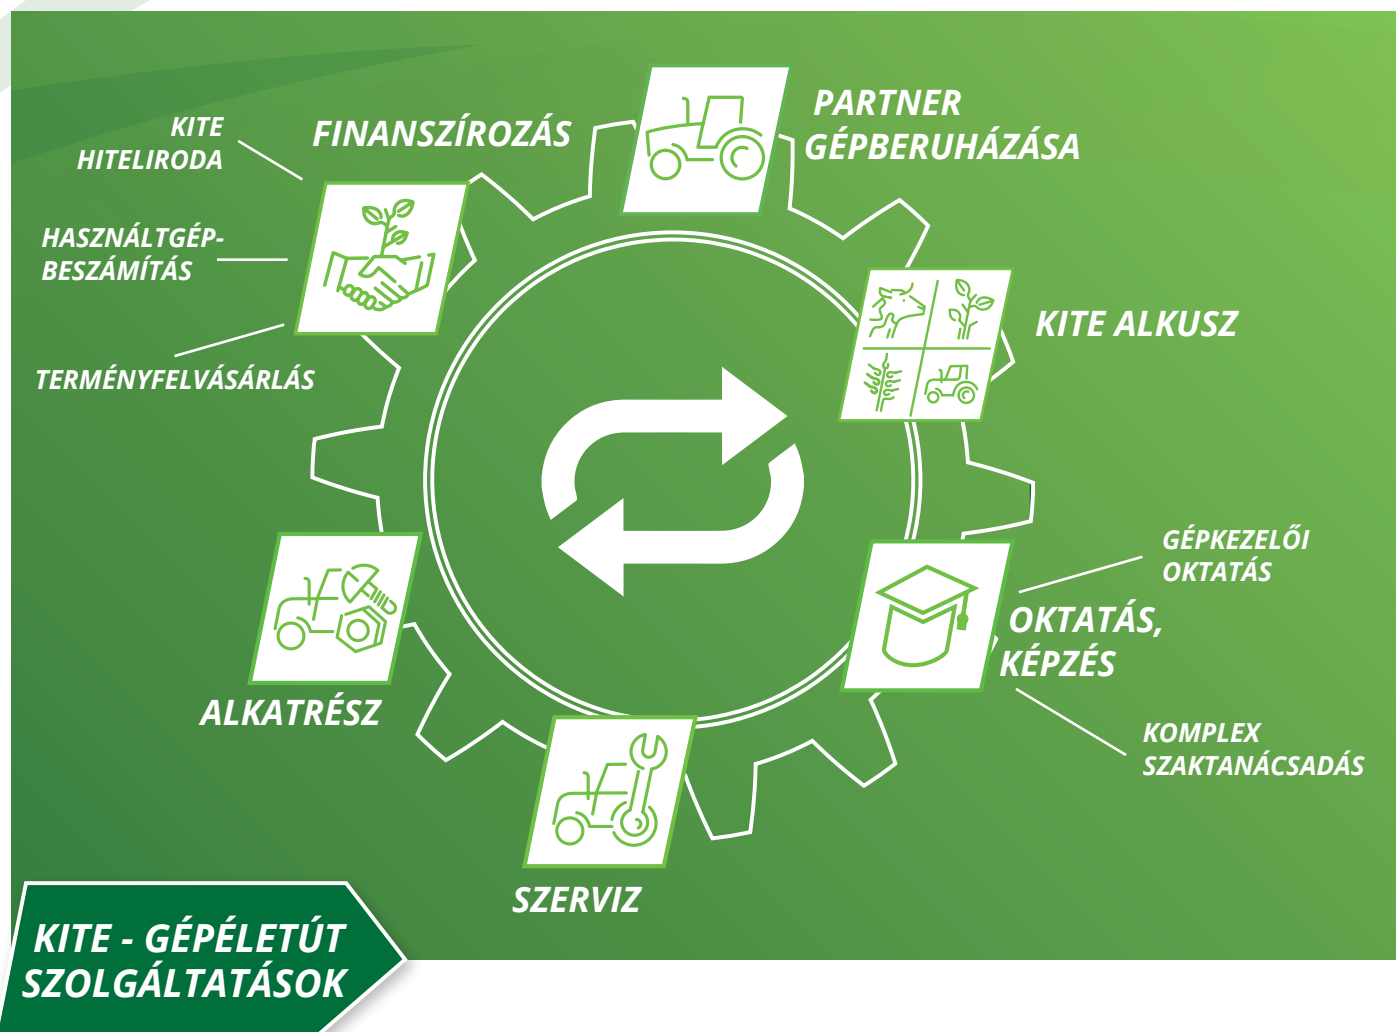 PARTNER
GÉPBERUHÁZÁSA
FINANSZÍROZÁS
KITE
HITELIRODA
HASZNÁLTGÉP-
BESZÁMÍTÁS
TERMÉNYFELVÁSÁRLÁS
KITE ALKUSZ
GÉPKEZELŐI
OKTATÁS
OKTATÁS,
KÉPZÉS
KOMPLEX
SZAKTANÁCSADÁS
ALKATRÉSZ
SZERVIZ
KITE - GÉPÉLETÚT
SZOLGÁLTATÁSOK